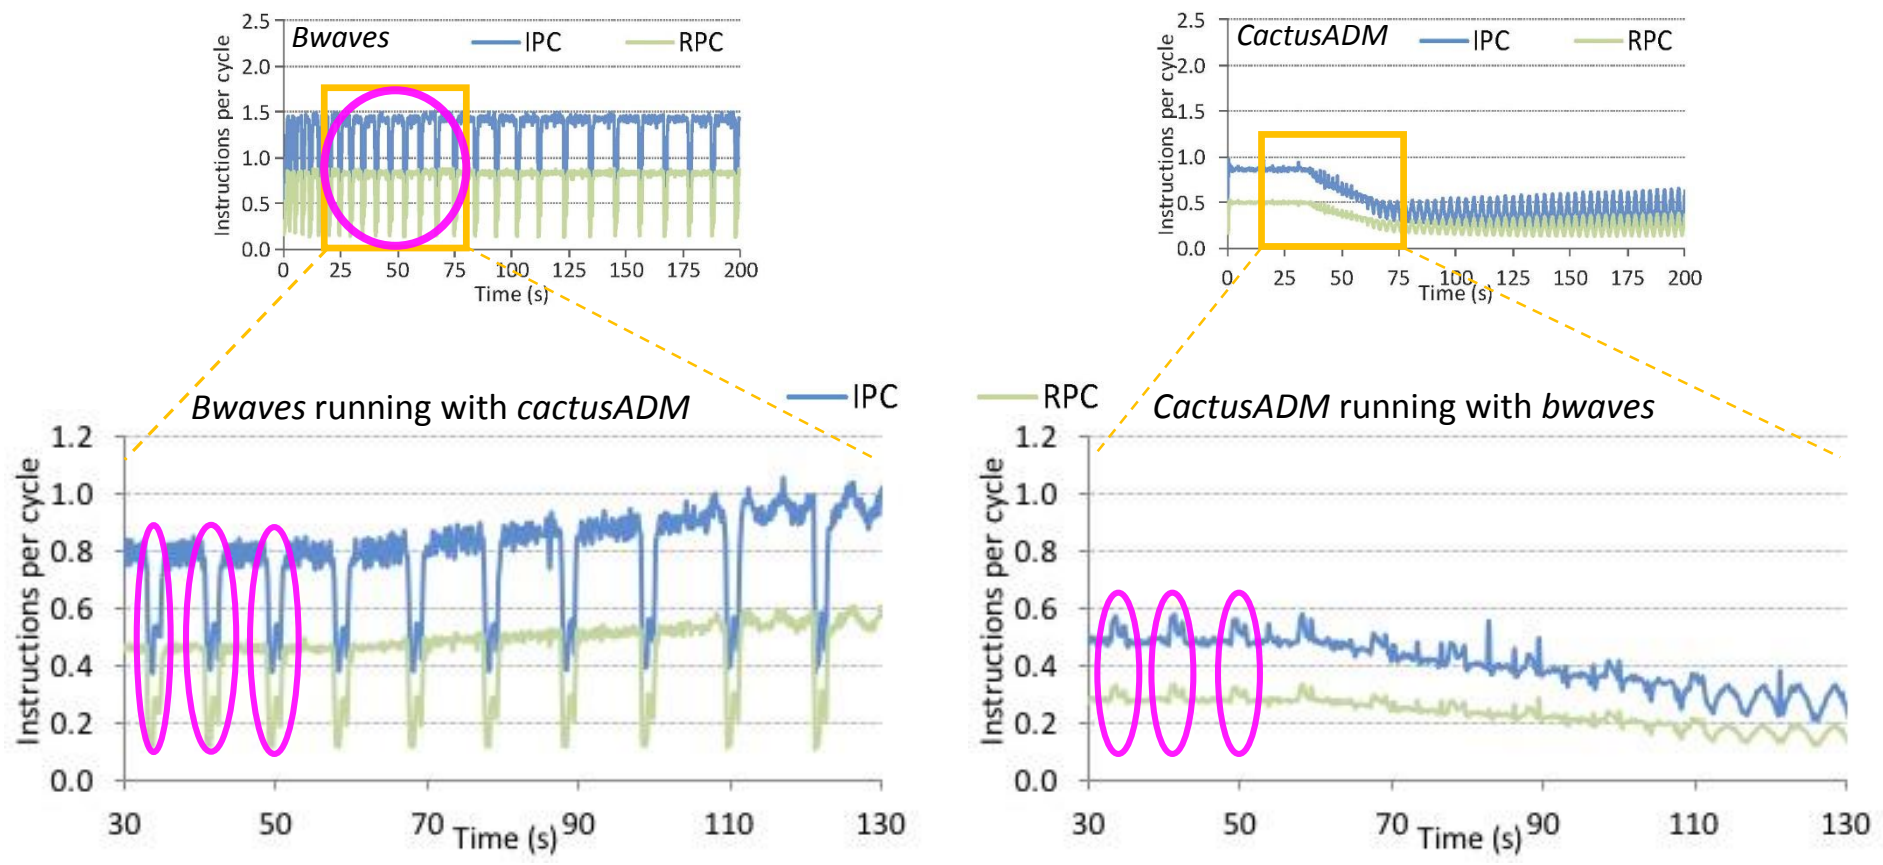 Bwaves
IPC
RPC
Instructions per cycle
2.5
2.0
1.5
1.0
0.5
0.0
0 25 50 75 100 125 150 175 200
Time (s)
CactusADM
IPC
RPC
Instructions per cycle
2.5
2.0
1.5
1.0
0.5
0.0
0 25 50 75 100 125 150 175 200
Time (s)
IPC
RPC
Bwaves running with cactusADM
Instructions per cycle
1.2
1.0
0.8
0.6
0.4
0.2
0.0
30 50 70 90 110 130
Time (s)
CactusADM running with bwaves
Instructions per cycle
1.2
1.0
0.8
0.6
0.4
0.2
0.0
30 50 70 90 110 130
Time (s)